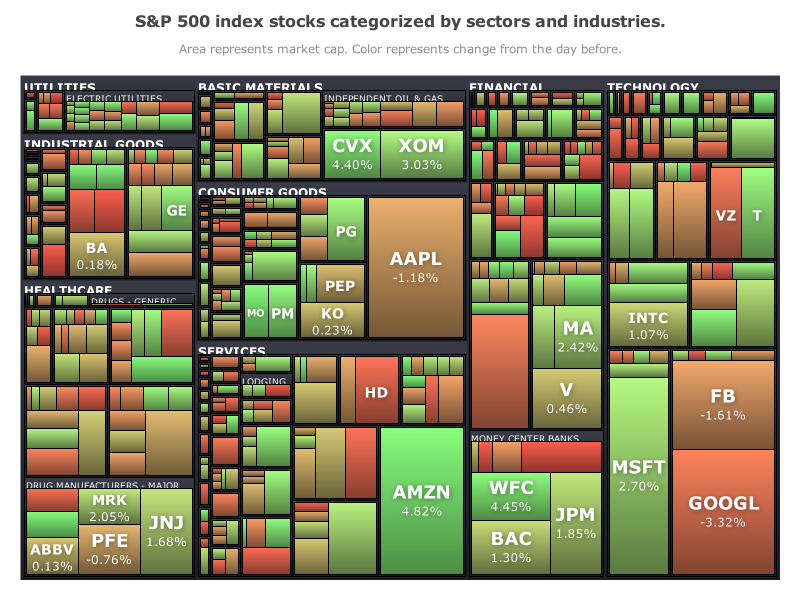 S&P 500 index stocks categorized by sectors and industries.
Area represents market cap. Color represents change from the day before.
UTILITIES
ELECTRIC UTILITIES
BASIC MATERIALS
INDEPENDENT OIL & GAS
FINANCIAL
TECHNOLOGY
CVX
4.40%
XOM
3.03%
INDUSTRIAL GOODS
GE
BA
0.18%
CONSUMER GOODS
PG
AAPL
-1.18%
PEP
MO
PM
KO
0.23%
VZ
T
INTC
1.07%
MA
2.42%
V
0.46%
HEALTHCARE
DRUGS - GENERIC
DRUG MANUFACTURERS - MAJOR
MRK
2.05%
JNJ
1.68%
ABBV
0.13%
PFE
-0.76%
SERVICES
LODGING
HD
AMZN
4.82%
MONEY CENTER BANKS
WFC
4.45%
JPM
1.85%
BAC
1.30%
MSFT
2.70%
FB
-1.61%
GOOGL
-3.32%